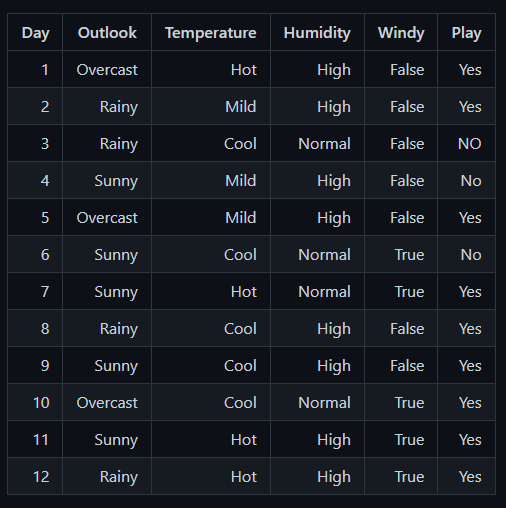 Day Outlook Temperature Humidity Windy Play
1 Overcast Hot High False Yes
2 Rainy Mild High False Yes
3 Rainy Cool Normal False NO
4 Sunny Mild High False No
5 Overcast Mild High False Yes
6 Sunny Cool Normal True No
7 Sunny Hot Normal True Yes
8 Rainy Cool High False Yes
9 Sunny Cool High False Yes
10 Overcast Cool Normal True Yes
11 Sunny Hot High True Yes
12 Rainy Hot High True Yes